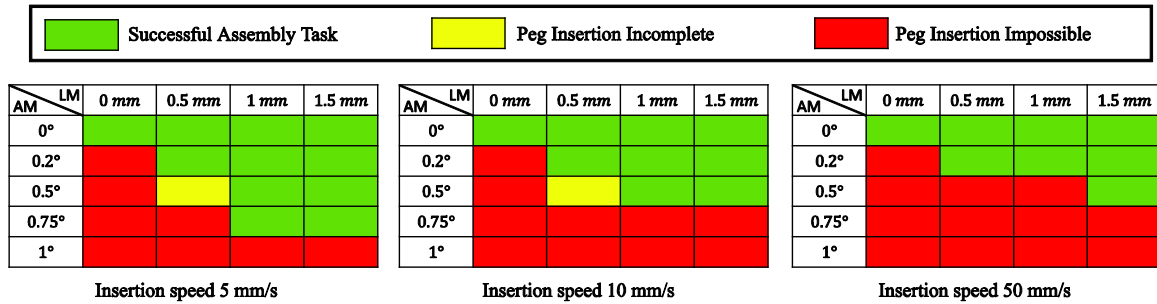 Successful Assembly Task Peg Insertion Incomplete Peg Insertion Impossible
AM LM 0 mm 0.5 mm 1 mm 1.5 mm
0°
0.2°
0.5°
0.75°
1°
Insertion speed 5 mm/s
AM LM 0 mm 0.5 mm 1 mm 1.5 mm
0°
0.2°
0.5°
0.75°
1°
Insertion speed 10 mm/s
AM LM 0 mm 0.5 mm 1 mm 1.5 mm
0°
0.2°
0.5°
0.75°
1°
Insertion speed 50 mm/s